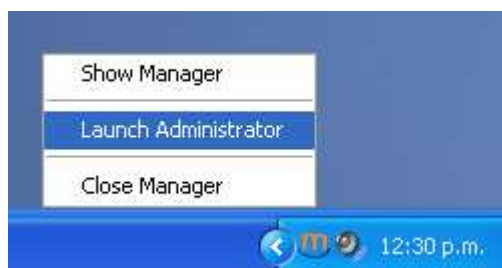 Show Manager
Launch Administrator
Close Manager
m 12:30 p.m.